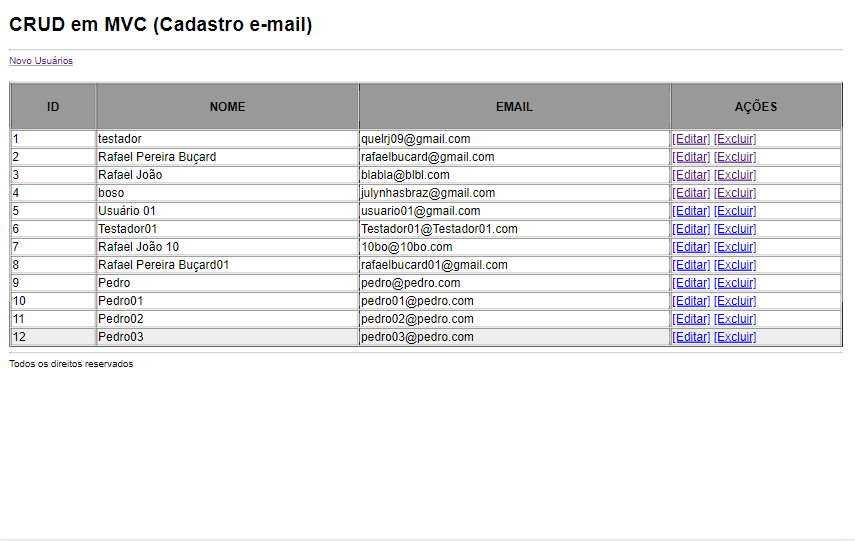 CRUD em MVC (Cadastro e-mail)
Novo Usuários
ID NOME EMAIL AÇÕES
1 testador quelrj09@gmail.com [Editar] [Excluir]
2 Rafael Pereira Buçard rafaelbucard@gmail.com [Editar] [Excluir]
3 Rafael João blabla@blbl.com [Editar] [Excluir]
4 boso julynhasbraz@gmail.com [Editar] [Excluir]
5 Usuário 01 usuario01@gmail.com [Editar] [Excluir]
6 Testador01 Testador01@Testador01.com [Editar] [Excluir]
7 Rafael João 10 10bo@10bo.com [Editar] [Excluir]
8 Rafael Pereira Buçard01 rafaelbucard01@gmail.com [Editar] [Excluir]
9 Pedro pedro@pedro.com [Editar] [Excluir]
10 Pedro01 pedro01@pedro.com [Editar] [Excluir]
11 Pedro02 pedro02@pedro.com [Editar] [Excluir]
12 Pedro03 pedro03@pedro.com [Editar] [Excluir]
Todos os direitos reservados